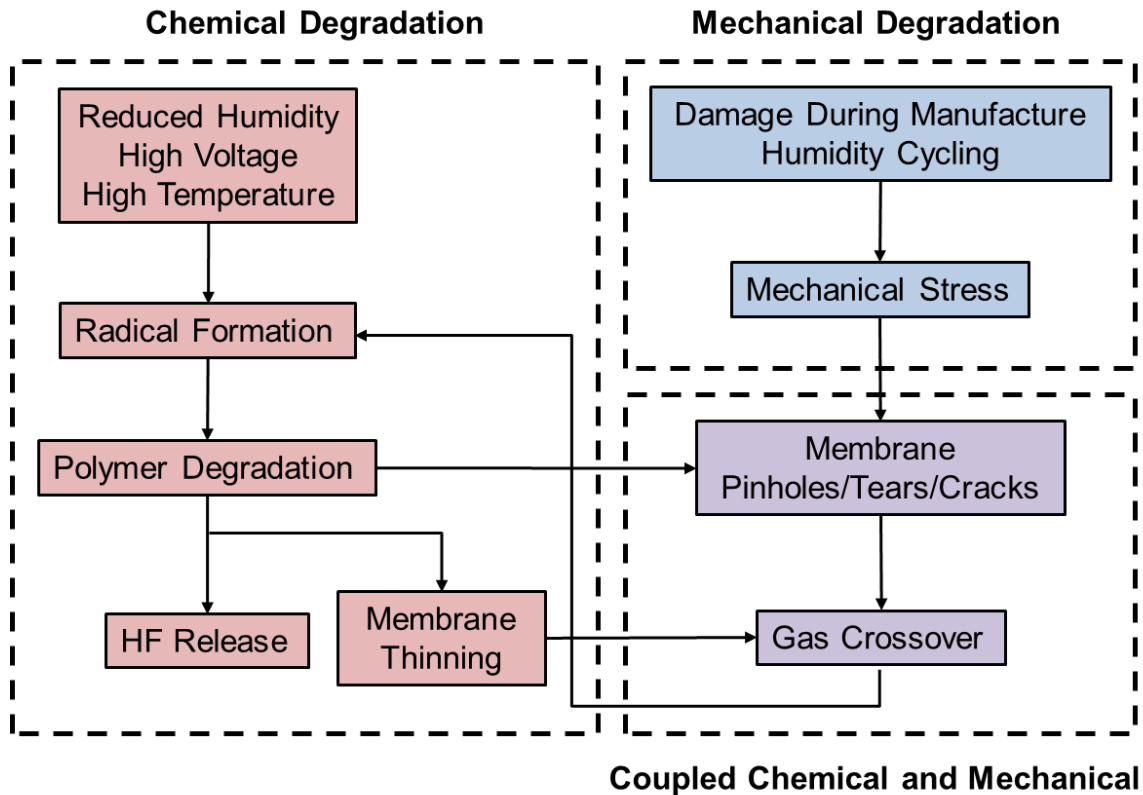 Chemical Degradation
Mechanical Degradation
Reduced Humidity
High Voltage
High Temperature
Radical Formation
Polymer Degradation
HF Release
Membrane
Thinning
Damage During Manufacture
Humidity Cycling
Mechanical Stress
Membrane
Pinholes/Tears/Cracks
Gas Crossover
Coupled Chemical and Mechanical